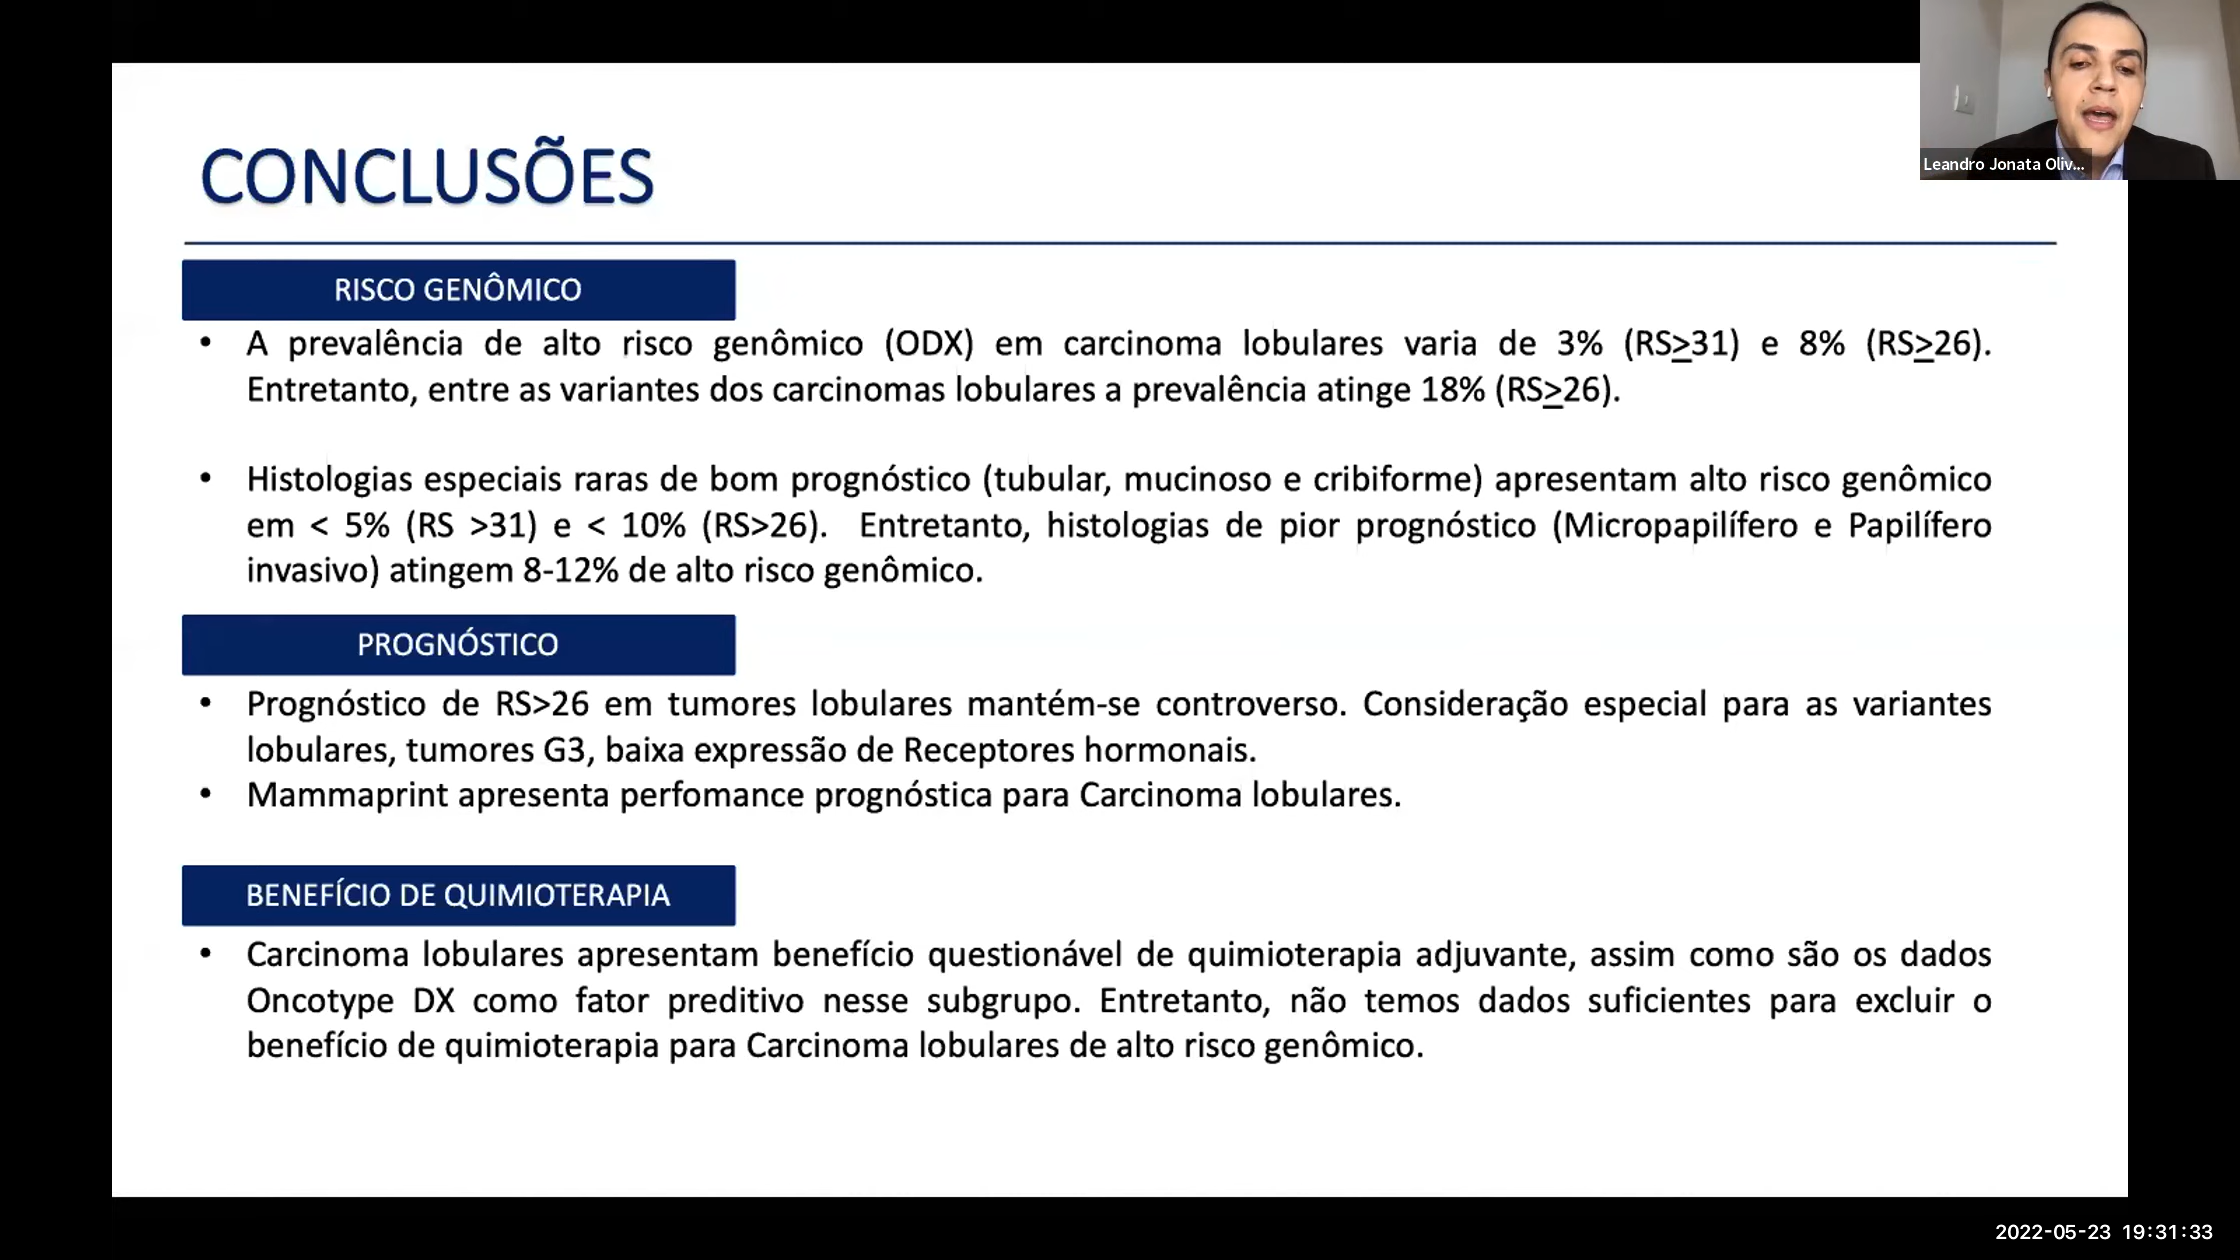 Leandro Jonata Oliv...
CONCLUSÕES
RISCO GENÔMICO
• A prevalência de alto risco genômico (ODX) em carcinoma lobulares varia de 3% (RS≥31) e 8% (RS≥26).
Entretanto, entre as variantes dos carcinomas lobulares a prevalência atinge 18% (RS≥26).
• Histologias especiais raras de bom prognóstico (tubular, mucinoso e cribiforme) apresentam alto risco genômico
em < 5% (RS >31) e < 10% (RS>26). Entretanto, histologias de pior prognóstico (Micropapilífero e Papilífero
invasivo) atingem 8-12% de alto risco genômico.
PROGNÓSTICO
• Prognóstico de RS>26 em tumores lobulares mantém-se controverso. Consideração especial para as variantes
lobulares, tumores G3, baixa expressão de Receptores hormonais.
• Mammaprint apresenta perfomance prognóstica para Carcinoma lobulares.
BENEFÍCIO DE QUIMIOTERAPIA
• Carcinoma lobulares apresentam benefício questionável de quimioterapia adjuvante, assim como são os dados
Oncotype DX como fator preditivo nesse subgrupo. Entretanto, não temos dados suficientes para excluir o
benefício de quimioterapia para Carcinoma lobulares de alto risco genômico.
2022-05-23 19:31:33